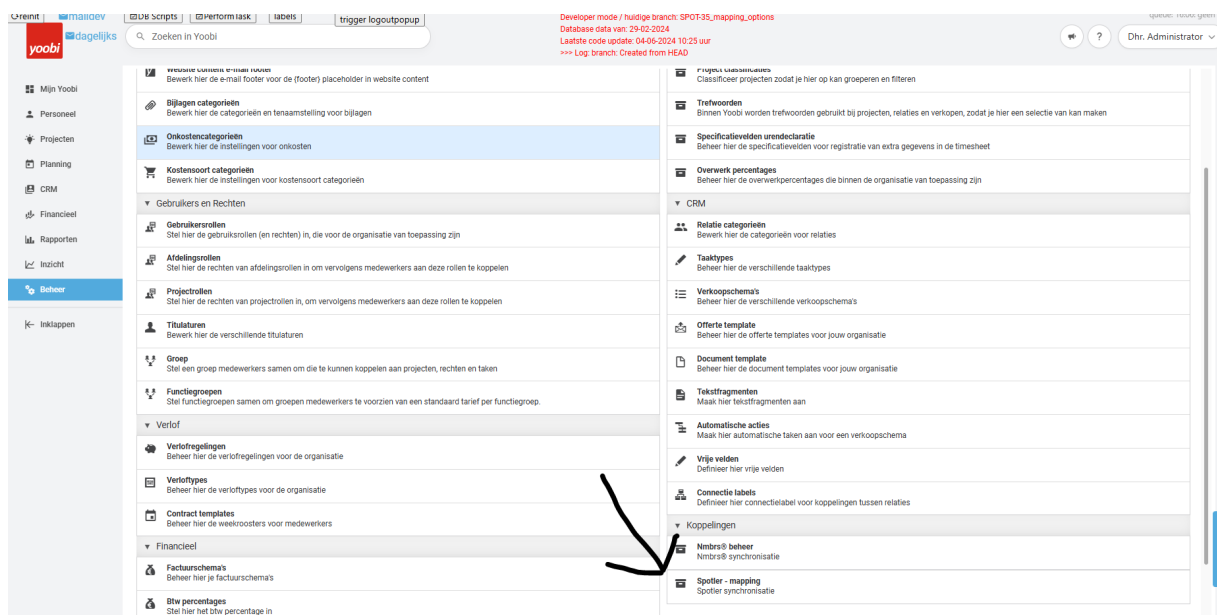 reinit
maildev
DB Scripts
PerformTask
labels
trigger logoutpopup
yoobi
dagelijks
Zoeken in Yoobi
Developer mode / huidige branch: SPOT-35_mapping_options
Database data van: 29-02-2024
Laatste code update: 04-06-2024 10:25 uur
>>> Log: branch: Created from HEAD
?
Dhr. Administrator
Mijn Yoobi
Personeel
Projecten
Planning
CRM
Financieel
Rapporten
Inzicht
Beheer
Inklappen
Website content e-mail footer
Bewerk hier de e-mail footer voor de {footer} placeholder in website content
Bijlagen categorieën
Bewerk hier de categorieën en tenaamstelling voor bijlagen
Onkostencategorieën
Bewerk hier de instellingen voor onkosten
Kostensoort categorieën
Bewerk hier de instellingen voor kostensoort categorieën
Gebruikers en Rechten
Gebruikersrollen
Stel hier de gebruiksrollen (en rechten) in, die voor de organisatie van toepassing zijn
Afdelingsrollen
Stel hier de rechten van afdelingsrollen in om vervolgens medewerkers aan deze rollen te koppelen
Projectrollen
Stel hier de rechten van projectrollen in, om vervolgens medewerkers aan deze rollen te koppelen
Titulaturen
Bewerk hier de verschillende titulaturen
Groep
Stel een groep medewerkers samen om die te kunnen koppelen aan projecten, rechten en taken
Functiegroepen
Stel functiegroepen samen om groepen medewerkers te voorzien van een standaard tarief per functiegroep.
Verlof
Verlofregelingen
Beheer hier de verlofregelingen voor de organisatie
Verloftypes
Beheer hier de verloftypes voor de organisatie
Contract templates
Beheer hier de weekroosters voor medewerkers
Financieel
Factuurschema's
Beheer hier je factuurschema's
Btw percentages
Stel hier het btw percentage in
Project classificaties
Classificeer projecten zodat je hier op kan groeperen en filteren
Trefwoorden
Binnen Yoobi worden trefwoorden gebruikt bij projecten, relaties en verkopen, zodat je hier een selectie van kan maken
Specificatievelden urendeclaratie
Beheer hier de specificatievelden voor registratie van extra gegevens in de timesheet
Overwerk percentages
Beheer hier de overwerkpercentages die binnen de organisatie van toepassing zijn
CRM
Relatie categorieën
Bewerk hier de categorieën voor relaties
Taaktypes
Beheer hier de verschillende taaktypes
Verkoopschema's
Beheer hier de verschillende verkoopschema's
Offerte template
Beheer hier de offerte templates voor jouw organisatie
Document template
Beheer hier de document templates voor jouw organisatie
Tekstfragmenten
Maak hier tekstfragmenten aan
Automatische acties
Maak hier automatische taken aan voor een verkoopschema
Vrije velden
Definieer hier vrije velden
Connectie labels
Definieer hier connectielabel voor koppelingen tussen relaties
Koppelingen
Nmbrs® beheer
Nmbrs® synchronisatie
Spotler - mapping
Spotler synchronisatie